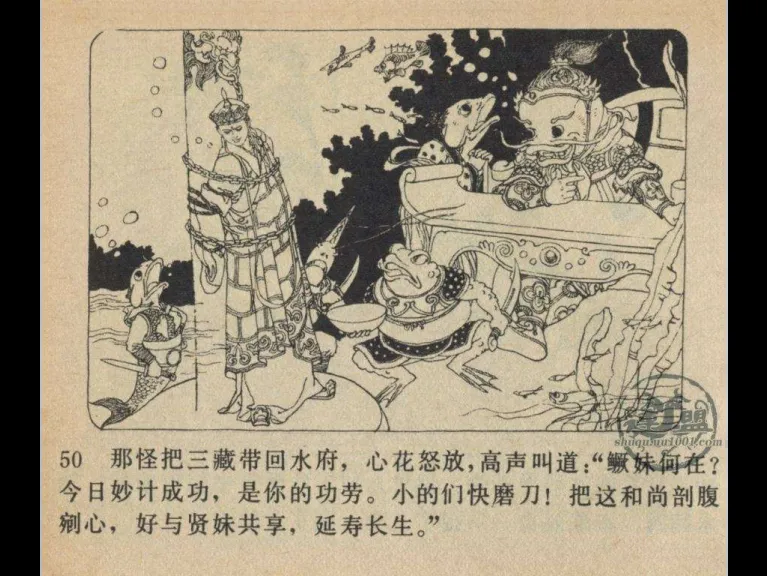 50 那怪把三藏带回水府，心花怒放，高声叫道：“鳜妹何在？
今日妙计成功，是你的功劳。小的们快磨刀！把这和尚剖腹
剜心，好与贤妹共享，延寿长生。”
shuqu.mu1001.com